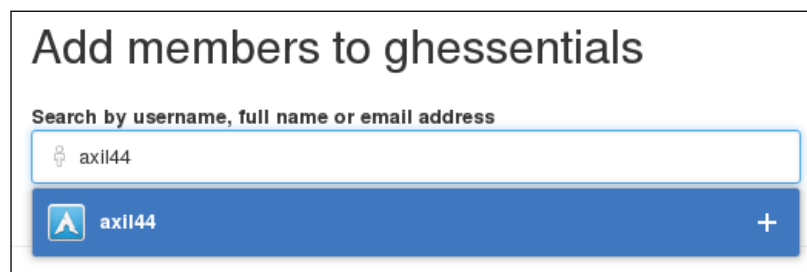 Add members to ghessentials
Search by username, full name or email address
axil44
axil44